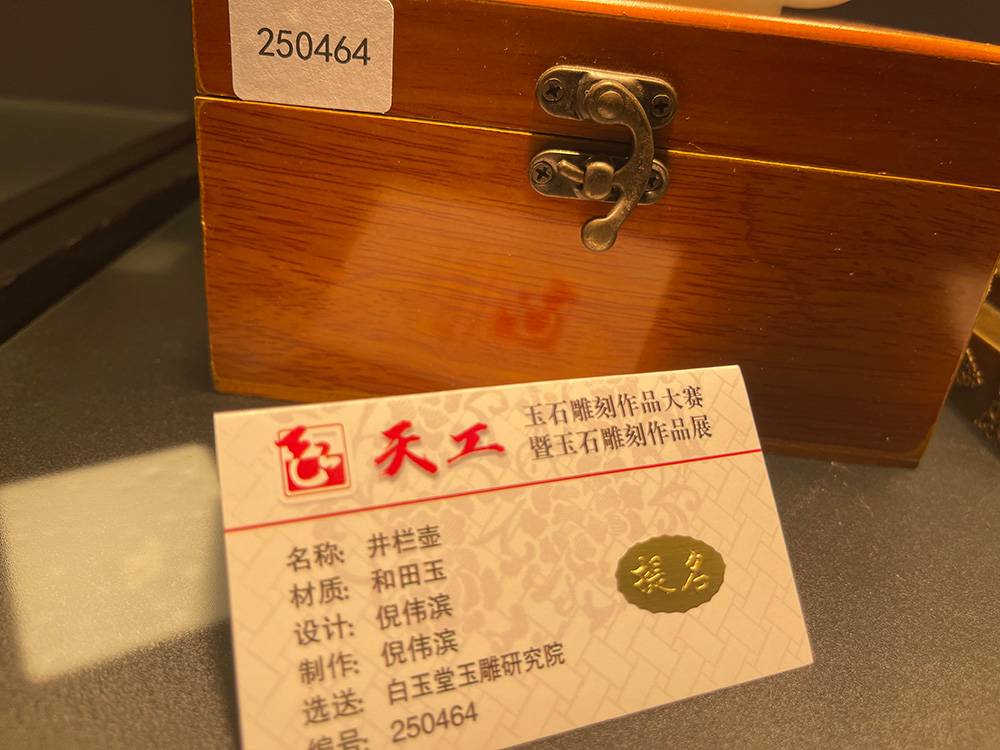 250464
天工
玉石雕刻作品大赛
暨玉石雕刻作品展
名称: 井栏壶
材质: 和田玉
设计: 倪伟滨
制作: 倪伟滨
选送: 白玉堂玉雕研究院
编号: 250464
提名